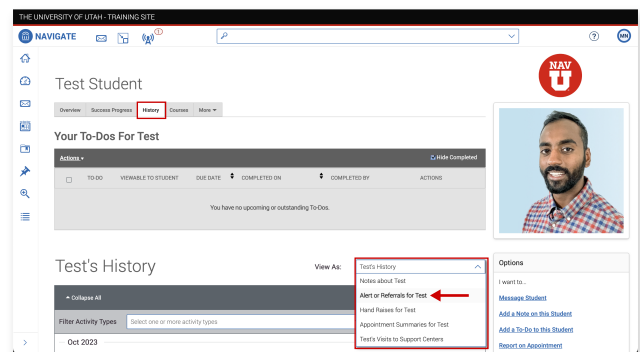 THE UNIVERSITY OF UTAH - TRAINING SITE
NAVIGATE
1
?
MN
NAV
U
Test Student
Overview Success Progress History Courses More
Your To-Dos For Test
Actions
Hide Completed
TO-DO VIEWABLE TO STUDENT DUE DATE COMPLETED ON COMPLETED BY ACTIONS
You have no upcoming or outstanding To-Dos.
Test's History
View As:
Test's History
Notes about Test
Alert or Referrals for Test
Hand Raises for Test
Appointment Summaries for Test
Test's Visits to Support Centers
Collapse All
Filter Activity Types Select one or more activity types
Oct 2023
Options
I want to...
Message Student
Add a Note on this Student
Add a To-Do to this Student
Report on Appointment